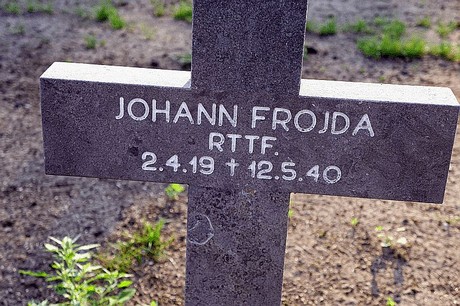 JOHANN FROJDA
RTTF.
2.4.19 † 12.5.40